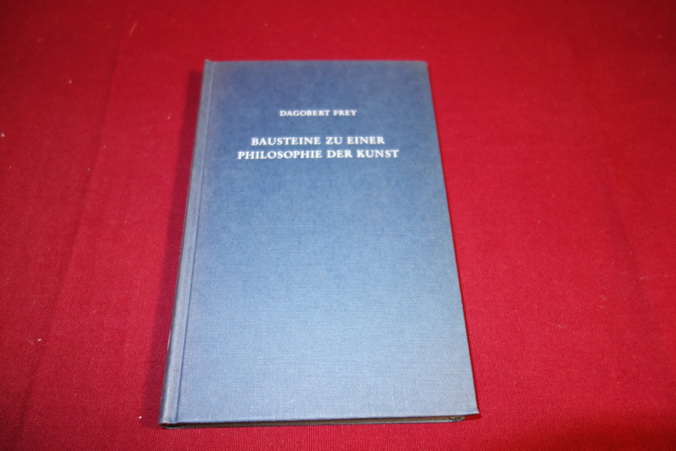 DAGOBERT FREY
BAUSTEINE ZU EINER
PHILOSOPHIE DER KUNST